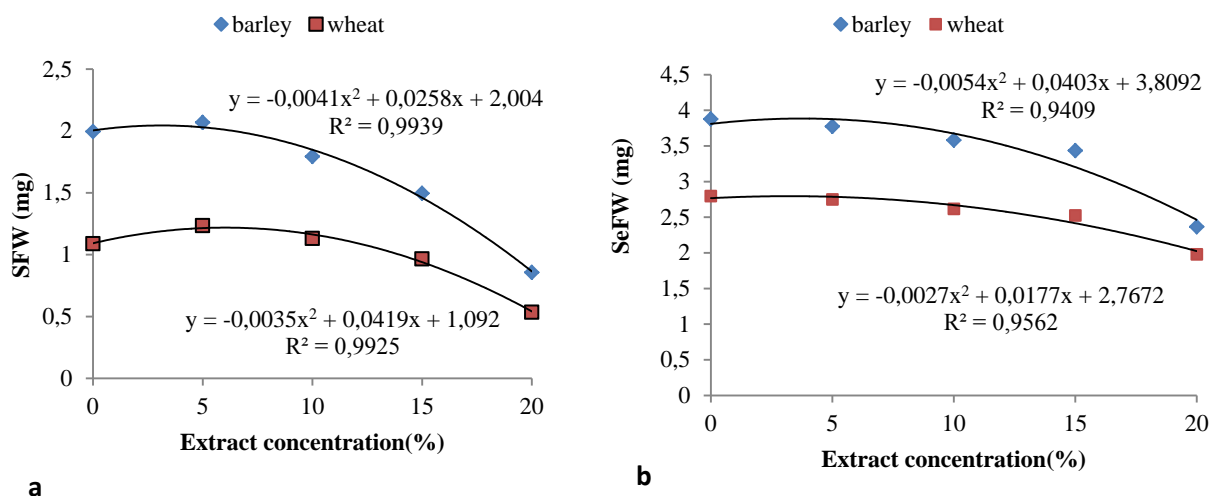 barley wheat
2,5
2
1,5
1
0,5
0
0 5 10 15 20
SFW (mg)
Extract concentration(%)
y = -0,0041x² + 0,0258x + 2,004
R² = 0,9939
y = -0,0035x² + 0,0419x + 1,092
R² = 0,9925
a
barley wheat
4,5
4
3,5
3
2,5
2
1,5
1
0,5
0
0 5 10 15 20
SeFW (mg)
Extract concentration(%)
y = -0,0054x² + 0,0403x + 3,8092
R² = 0,9409
y = -0,0027x² + 0,0177x + 2,7672
R² = 0,9562
b